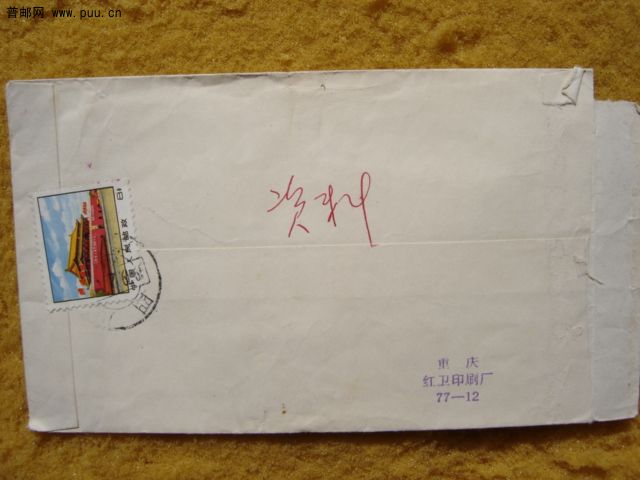 普邮网 www.puu.cn
资料
中国人民邮政
8分
重庆
红卫印刷厂
77—12